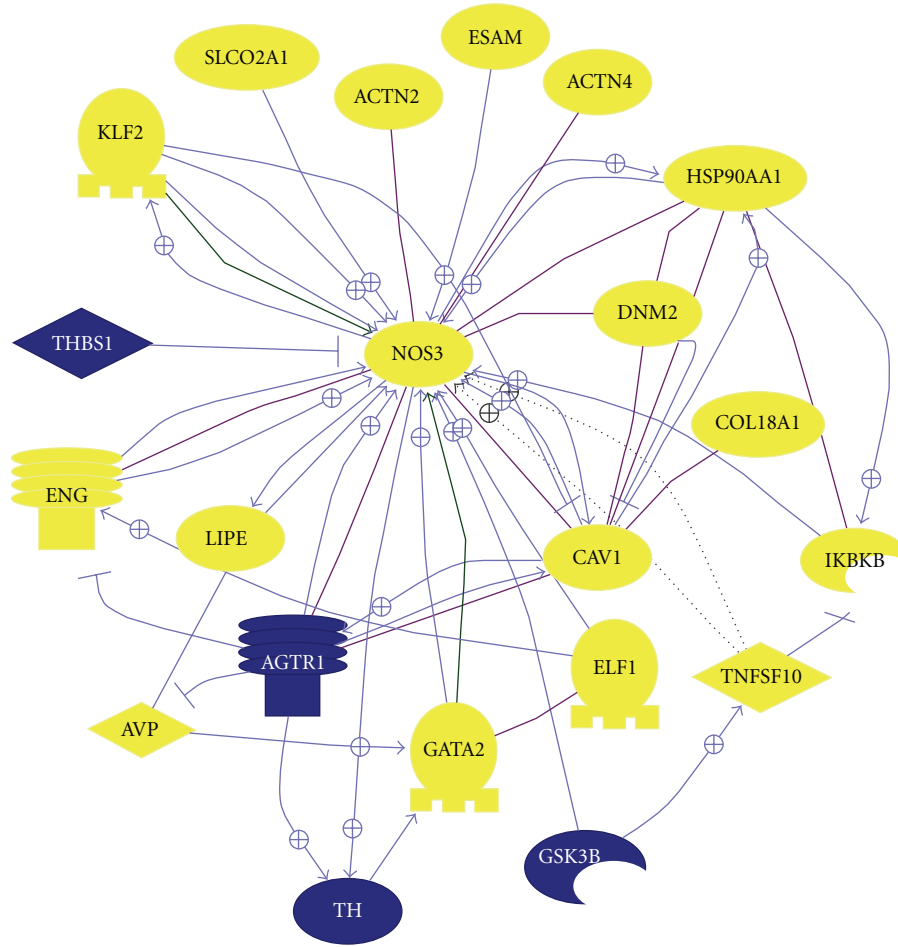 ESAM
SLCO2A1
ACTN2
ACTN4
KLF2
HSP90AA1
DNM2
THBS1
NOS3
COL18A1
ENG
LIPE
CAV1
IKBKB
AGTR1
ELF1
TNFSF10
AVP
GATA2
GSK3B
TH